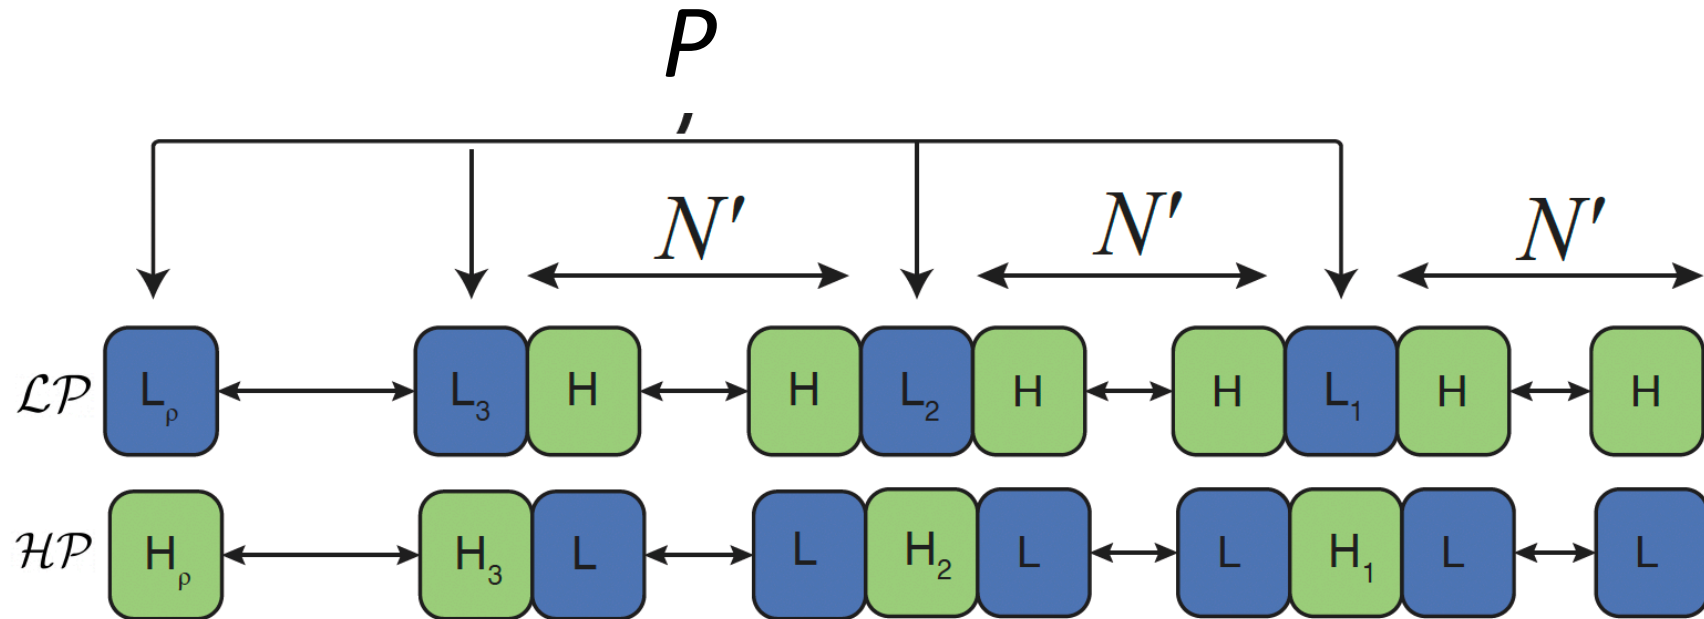 P
,
N′ N′ N′
LP Lρ L3 H H L2 H H L1 H H
HP Hρ H3 L L H2 L L H1 L L